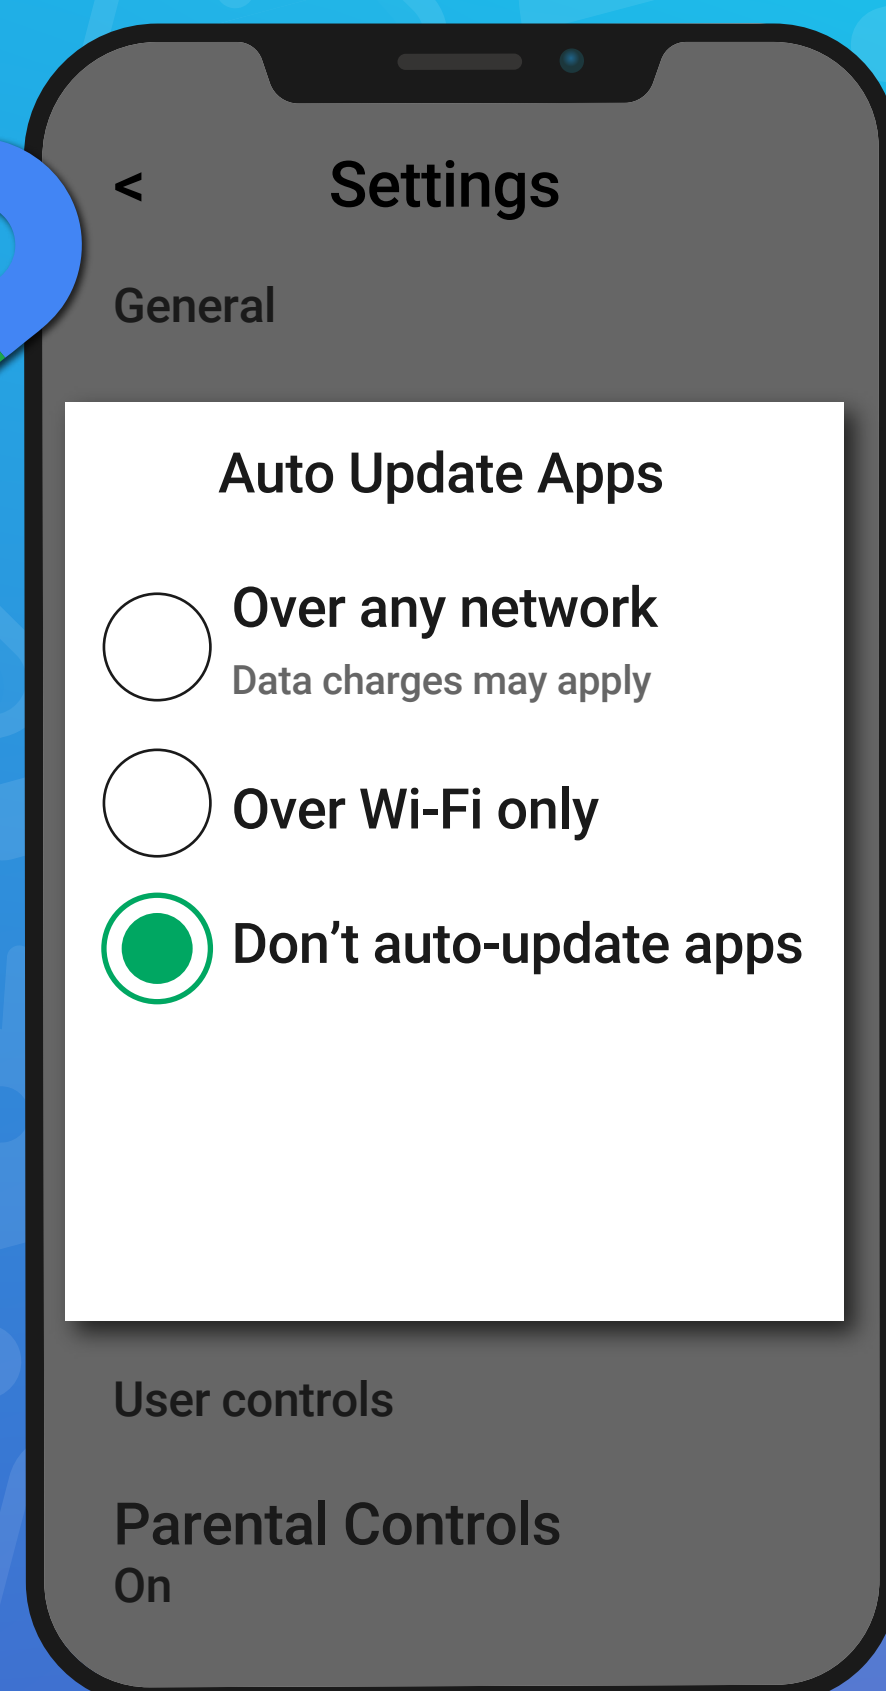 < Settings
General
Auto Update Apps
Over any network
Data charges may apply
Over Wi-Fi only
Don’t auto-update apps
User controls
Parental Controls
On